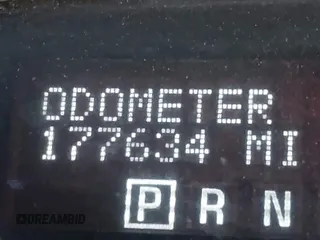 ODOMETER
177634 MI
P R N
DREAMBID